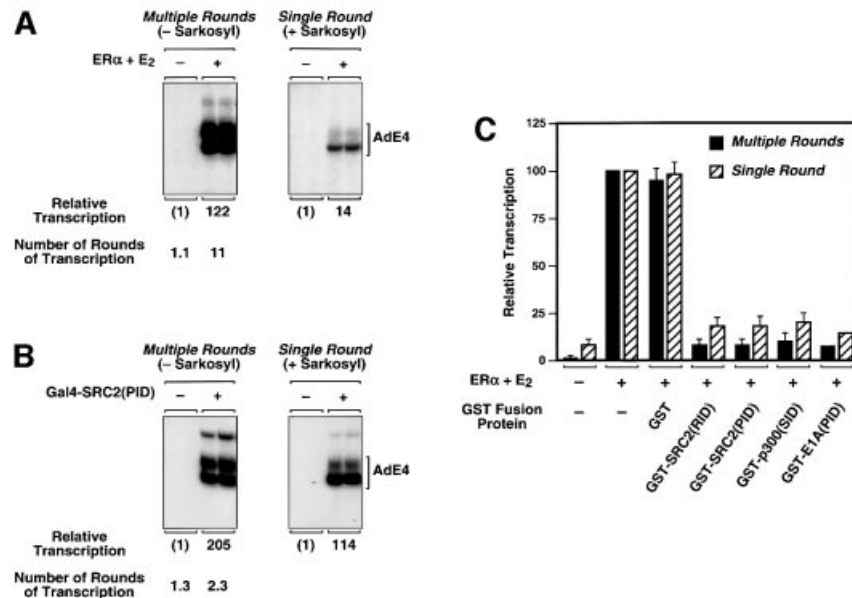 A
Multiple Rounds
(– Sarkosyl)
Single Round
(+ Sarkosyl)
ERα + E2
– +
– +
AdE4
Relative
Transcription
(1) 122
(1) 14
Number of Rounds
of Transcription
1.1 11
B
Multiple Rounds
(– Sarkosyl)
Single Round
(+ Sarkosyl)
Gal4-SRC2(PID)
– +
– +
AdE4
Relative
Transcription
(1) 205
(1) 114
Number of Rounds
of Transcription
1.3 2.3
C
Relative Transcription
125
100
75
50
25
0
Multiple Rounds
Single Round
ERα + E2
– + + + + + +
GST Fusion
Protein
– – GST GST-SRC2(RID) GST-SRC2(PID) GST-p300(SID) GST-E1A(PID)